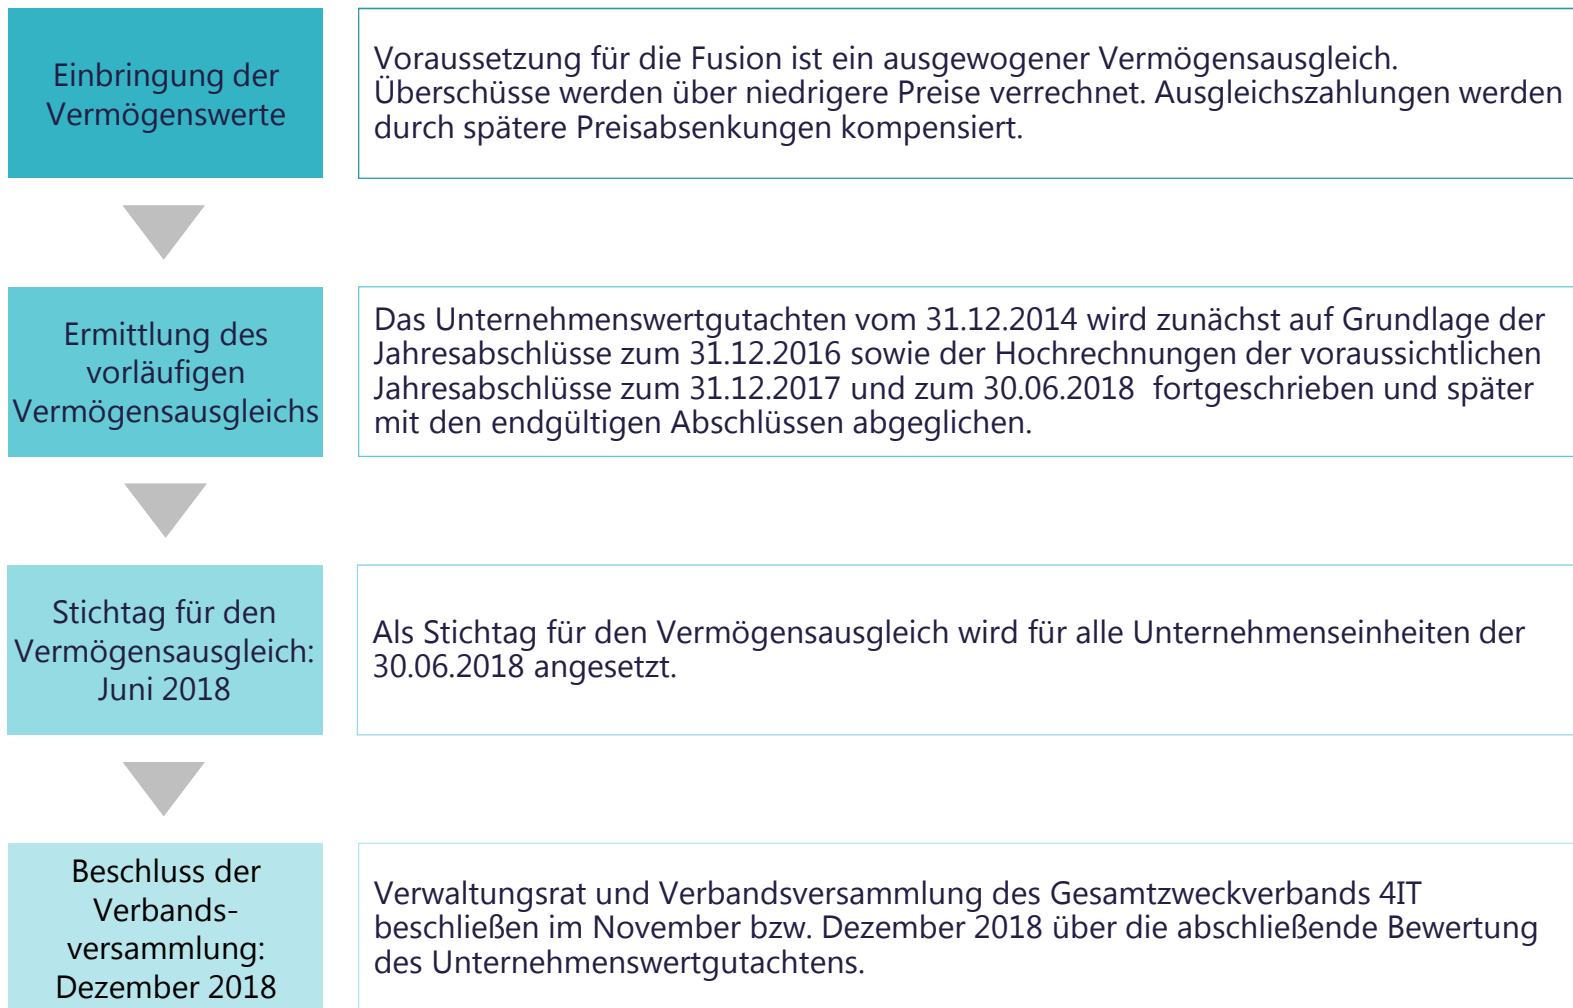 Einbringung der
Vermögenswerte
Voraussetzung für die Fusion ist ein ausgewogener Vermögensausgleich.
Überschüsse werden über niedrigere Preise verrechnet. Ausgleichszahlungen werden
durch spätere Preisabsenkungen kompensiert.
Ermittlung des
vorläufigen
Vermögensausgleichs
Das Unternehmenswertgutachten vom 31.12.2014 wird zunächst auf Grundlage der
Jahresabschlüsse zum 31.12.2016 sowie der Hochrechnungen der voraussichtlichen
Jahresabschlüsse zum 31.12.2017 und zum 30.06.2018 fortgeschrieben und später
mit den endgültigen Abschlüssen abgeglichen.
Stichtag für den
Vermögensausgleich:
Juni 2018
Als Stichtag für den Vermögensausgleich wird für alle Unternehmenseinheiten der
30.06.2018 angesetzt.
Beschluss der
Verbands-
versammlung:
Dezember 2018
Verwaltungsrat und Verbandsversammlung des Gesamtzweckverbands 4IT
beschließen im November bzw. Dezember 2018 über die abschließende Bewertung
des Unternehmenswertgutachtens.